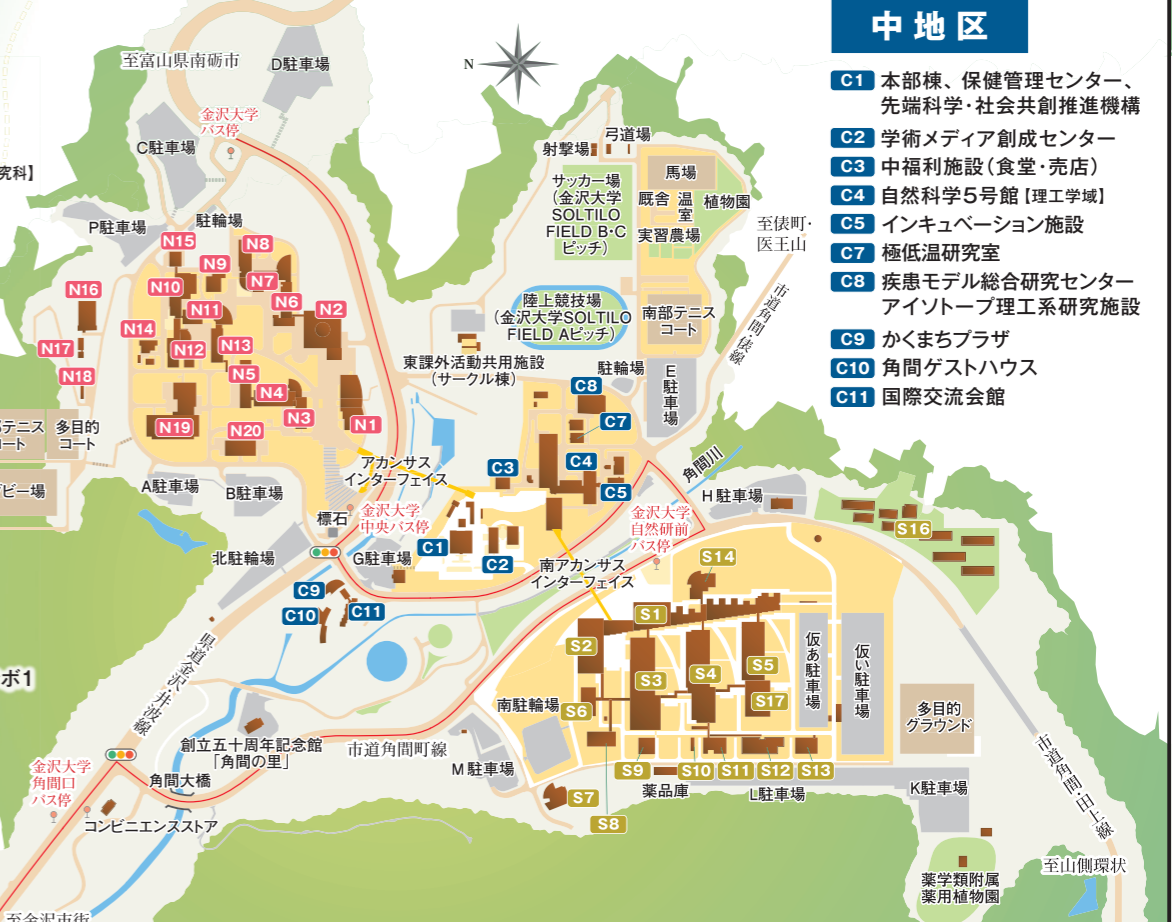 中地区
C1 本部棟、保健管理センター、
先端科学・社会共創推進機構
C2 学術メディア創成センター
C3 中福利施設（食堂・売店）
C4 自然科学5号館【理工学域】
C5 インキュベーション施設
C7 極低温研究室
C8 疾患モデル総合研究センター
アイソトープ理工系研究施設
C9 かくまちプラザ
C10 角間ゲストハウス
C11 国際交流会館
N
至富山県南砺市
D駐車場
金沢大学
バス停
C駐車場
究科】
P駐車場
駐輪場
N15
N8
N9
N7
N10
N6
N2
N16
N11
N14
N13
N17
N12
N18
N5
N4
N3
N1
N19
N20
テニス
コート
多目的
コート
ビー場
A駐車場
B駐車場
アカンサス
インターフェイス
標石
金沢大学
中央バス停
北駐輪場
G駐車場
弓道場
射撃場
サッカー場
（金沢大学
SOLTILO
FIELD B・C
ピッチ）
馬場
厩舎
温室
植物園
実習農場
至俵町・
医王山
市道角間・俵線
陸上競技場
（金沢大学SOLTILO
FIELD Aピッチ）
南部テニス
コート
東課外活動共用施設
（サークル棟）
駐輪場
E駐車場
C8
C7
C3
C4
C5
C1
C2
C9
C10
C11
角間川
H駐車場
金沢大学
自然研前
バス停
南アカンサス
インターフェイス
S16
S14
S1
S2
S3
S4
S5
S6
S17
仮あ駐車場
仮い駐車場
多目的
グラウンド
南駐輪場
S9
S10
S11
S12
S13
薬品庫
L駐車場
K駐車場
S7
S8
M駐車場
ボ1
県道金沢・井波線
創立五十周年記念館
「角間の里」
市道角間町線
金沢大学
角間口
バス停
角間大橋
コンビニエンスストア
至金沢市街
市道角間・田上線
至山側環状
薬学類附属
薬用植物園